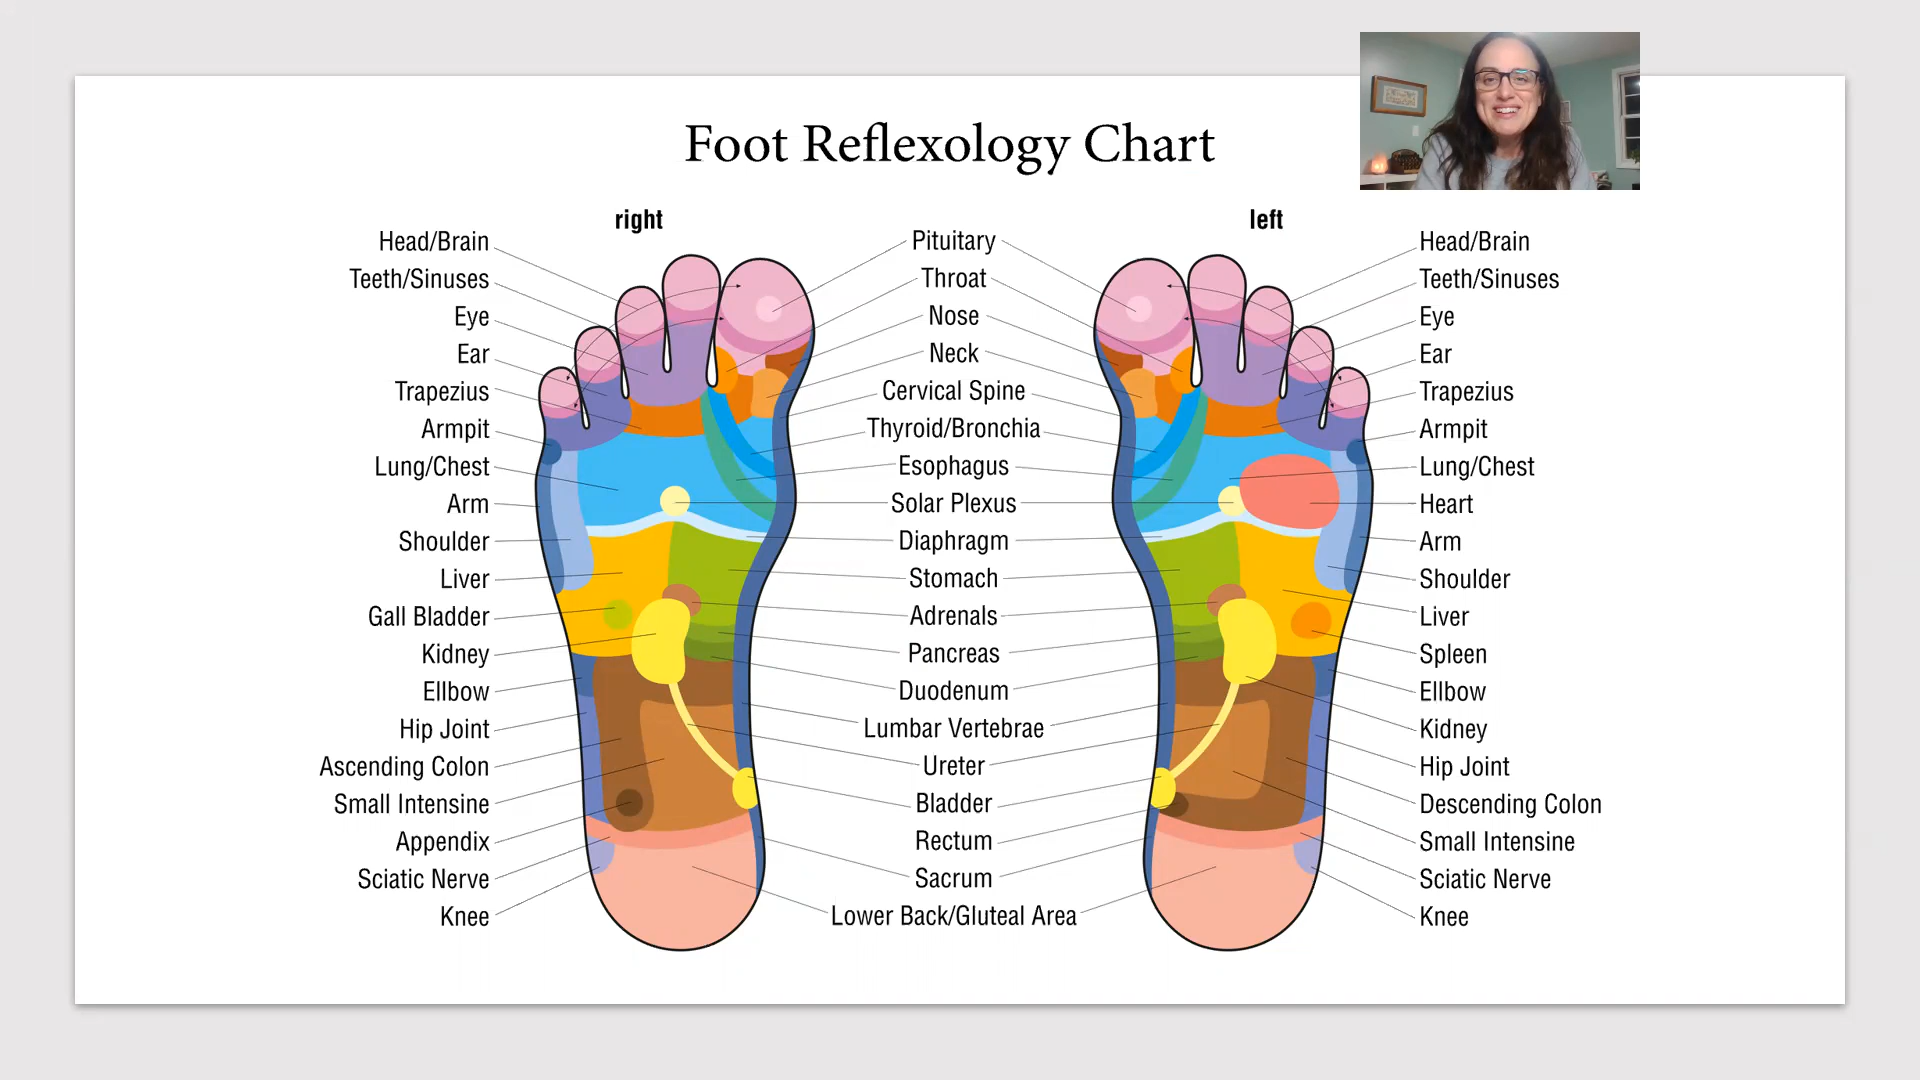 Foot Reflexology Chart
right
left
Head/Brain
Teeth/Sinuses
Eye
Ear
Trapezius
Armpit
Lung/Chest
Arm
Shoulder
Liver
Gall Bladder
Kidney
Ellbow
Hip Joint
Ascending Colon
Small Intensine
Appendix
Sciatic Nerve
Knee
Pituitary
Throat
Nose
Neck
Cervical Spine
Thyroid/Bronchia
Esophagus
Solar Plexus
Diaphragm
Stomach
Adrenals
Pancreas
Duodenum
Lumbar Vertebrae
Ureter
Bladder
Rectum
Sacrum
Lower Back/Gluteal Area
Head/Brain
Teeth/Sinuses
Eye
Ear
Trapezius
Armpit
Lung/Chest
Heart
Arm
Shoulder
Liver
Spleen
Ellbow
Kidney
Hip Joint
Descending Colon
Small Intensine
Sciatic Nerve
Knee